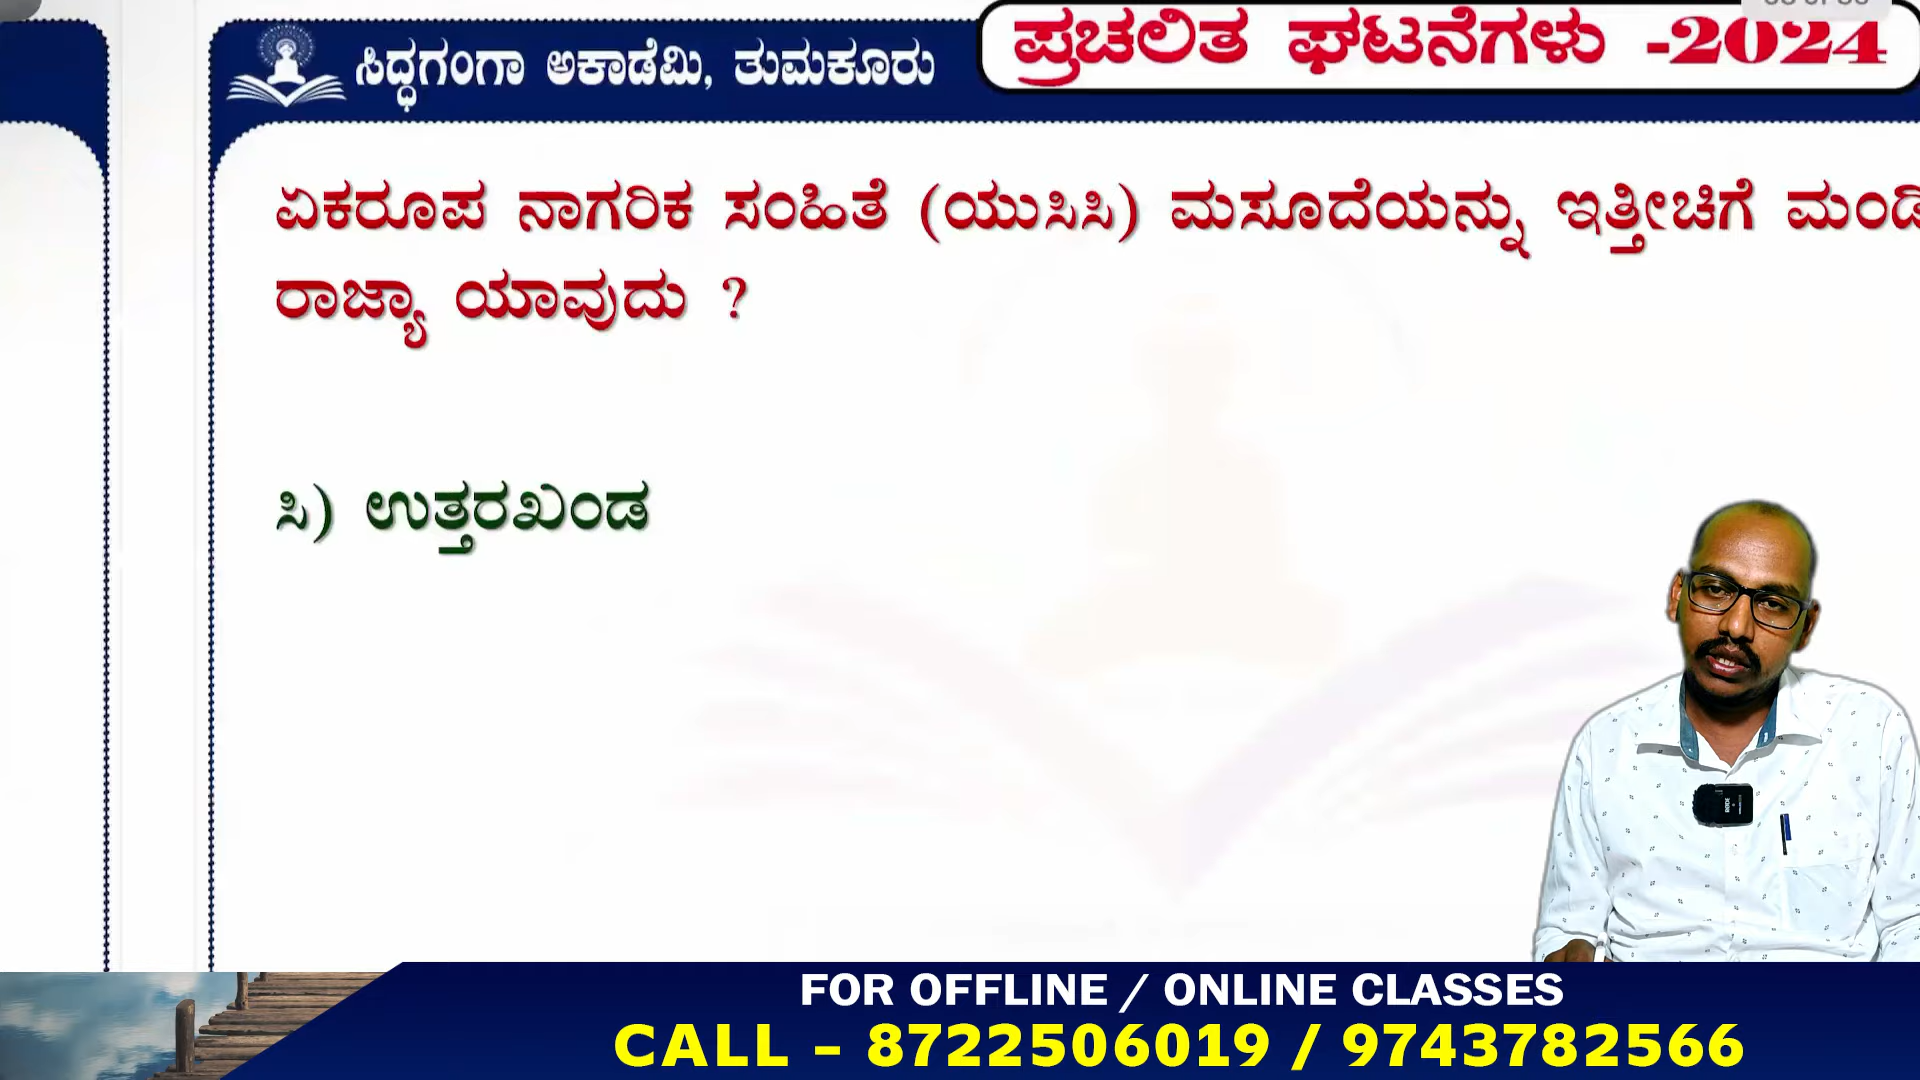 ಸಿದ್ಧಗಂಗಾ ಅಕಾಡೆಮಿ, ತುಮಕೂರು
ಪ್ರಚಲಿತ ಘಟನೆಗಳು -2024
ಏಕರೂಪ ನಾಗರಿಕ ಸಂಹಿತೆ (ಯುಸಿಸಿ) ಮಸೂದೆಯನ್ನು ಇತ್ತೀಚಿಗೆ
ರಾಜ್ಯಾ ಯಾವುದು ?
ಸಿ) ಉತ್ತರಖಂಡ
FOR OFFLINE / ONLINE CLASSES
CALL – 8722506019 / 9743782566